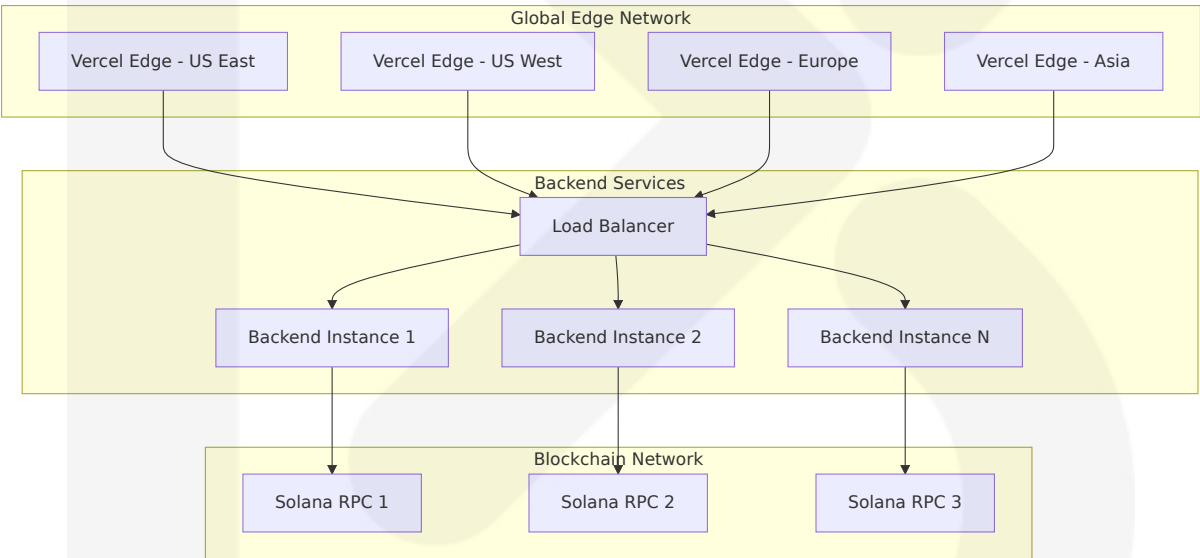 Global Edge Network
Vercel Edge - US East
Vercel Edge - US West
Vercel Edge - Europe
Vercel Edge - Asia
Backend Services
Load Balancer
Backend Instance 1
Backend Instance 2
Backend Instance N
Blockchain Network
Solana RPC 1
Solana RPC 2
Solana RPC 3